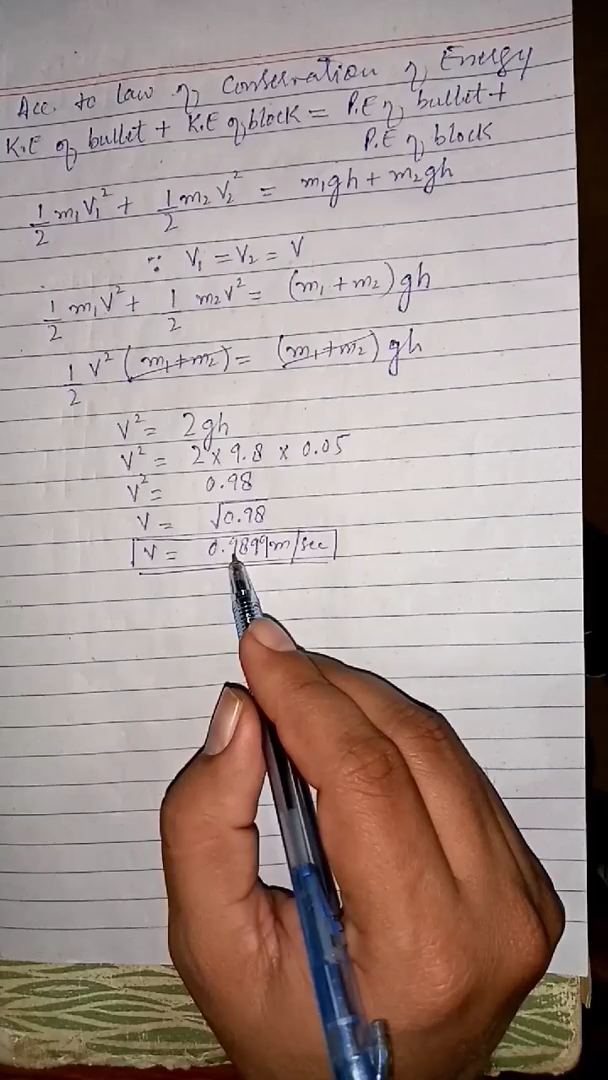 Acc. to law of Conservation of Energy
K.E of bullet + K.E of block = P.E of bullet +
P.E of block
1/2 m₁V₁² + 1/2 m₂V₂² = m₁gh + m₂gh
∵ V₁ = V₂ = V
1/2 m₁V² + 1/2 m₂V² = (m₁ + m₂) gh
1/2 V² (m₁+m₂) = (m₁+m₂) gh
V² = 2gh
V² = 2 × 9.8 × 0.05
V² = 0.98
V = √0.98
V = 0.9899m/sec